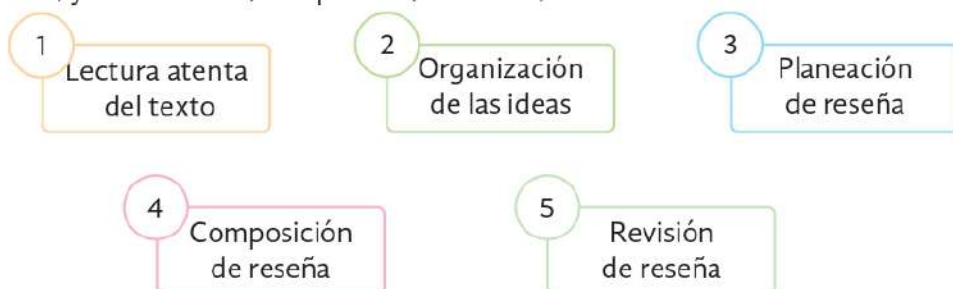 1
Lectura atenta
del texto
2
Organización
de las ideas
3
Planeación
de reseña
4
Composición
de reseña
5
Revisión
de reseña